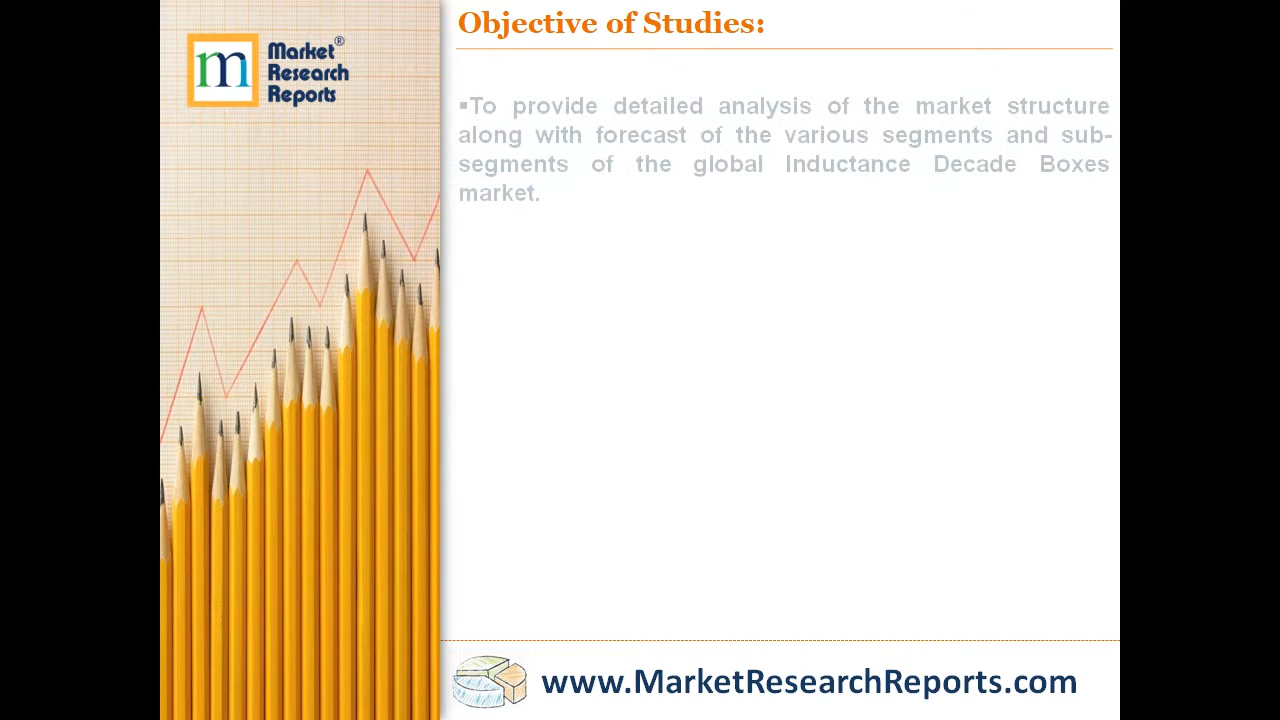 Objective of Studies:
m
Market®
Research
Reports
▪To provide detailed analysis of the market structure
along with forecast of the various segments and sub-
segments of the global Inductance Decade Boxes
market.
www.MarketResearchReports.com